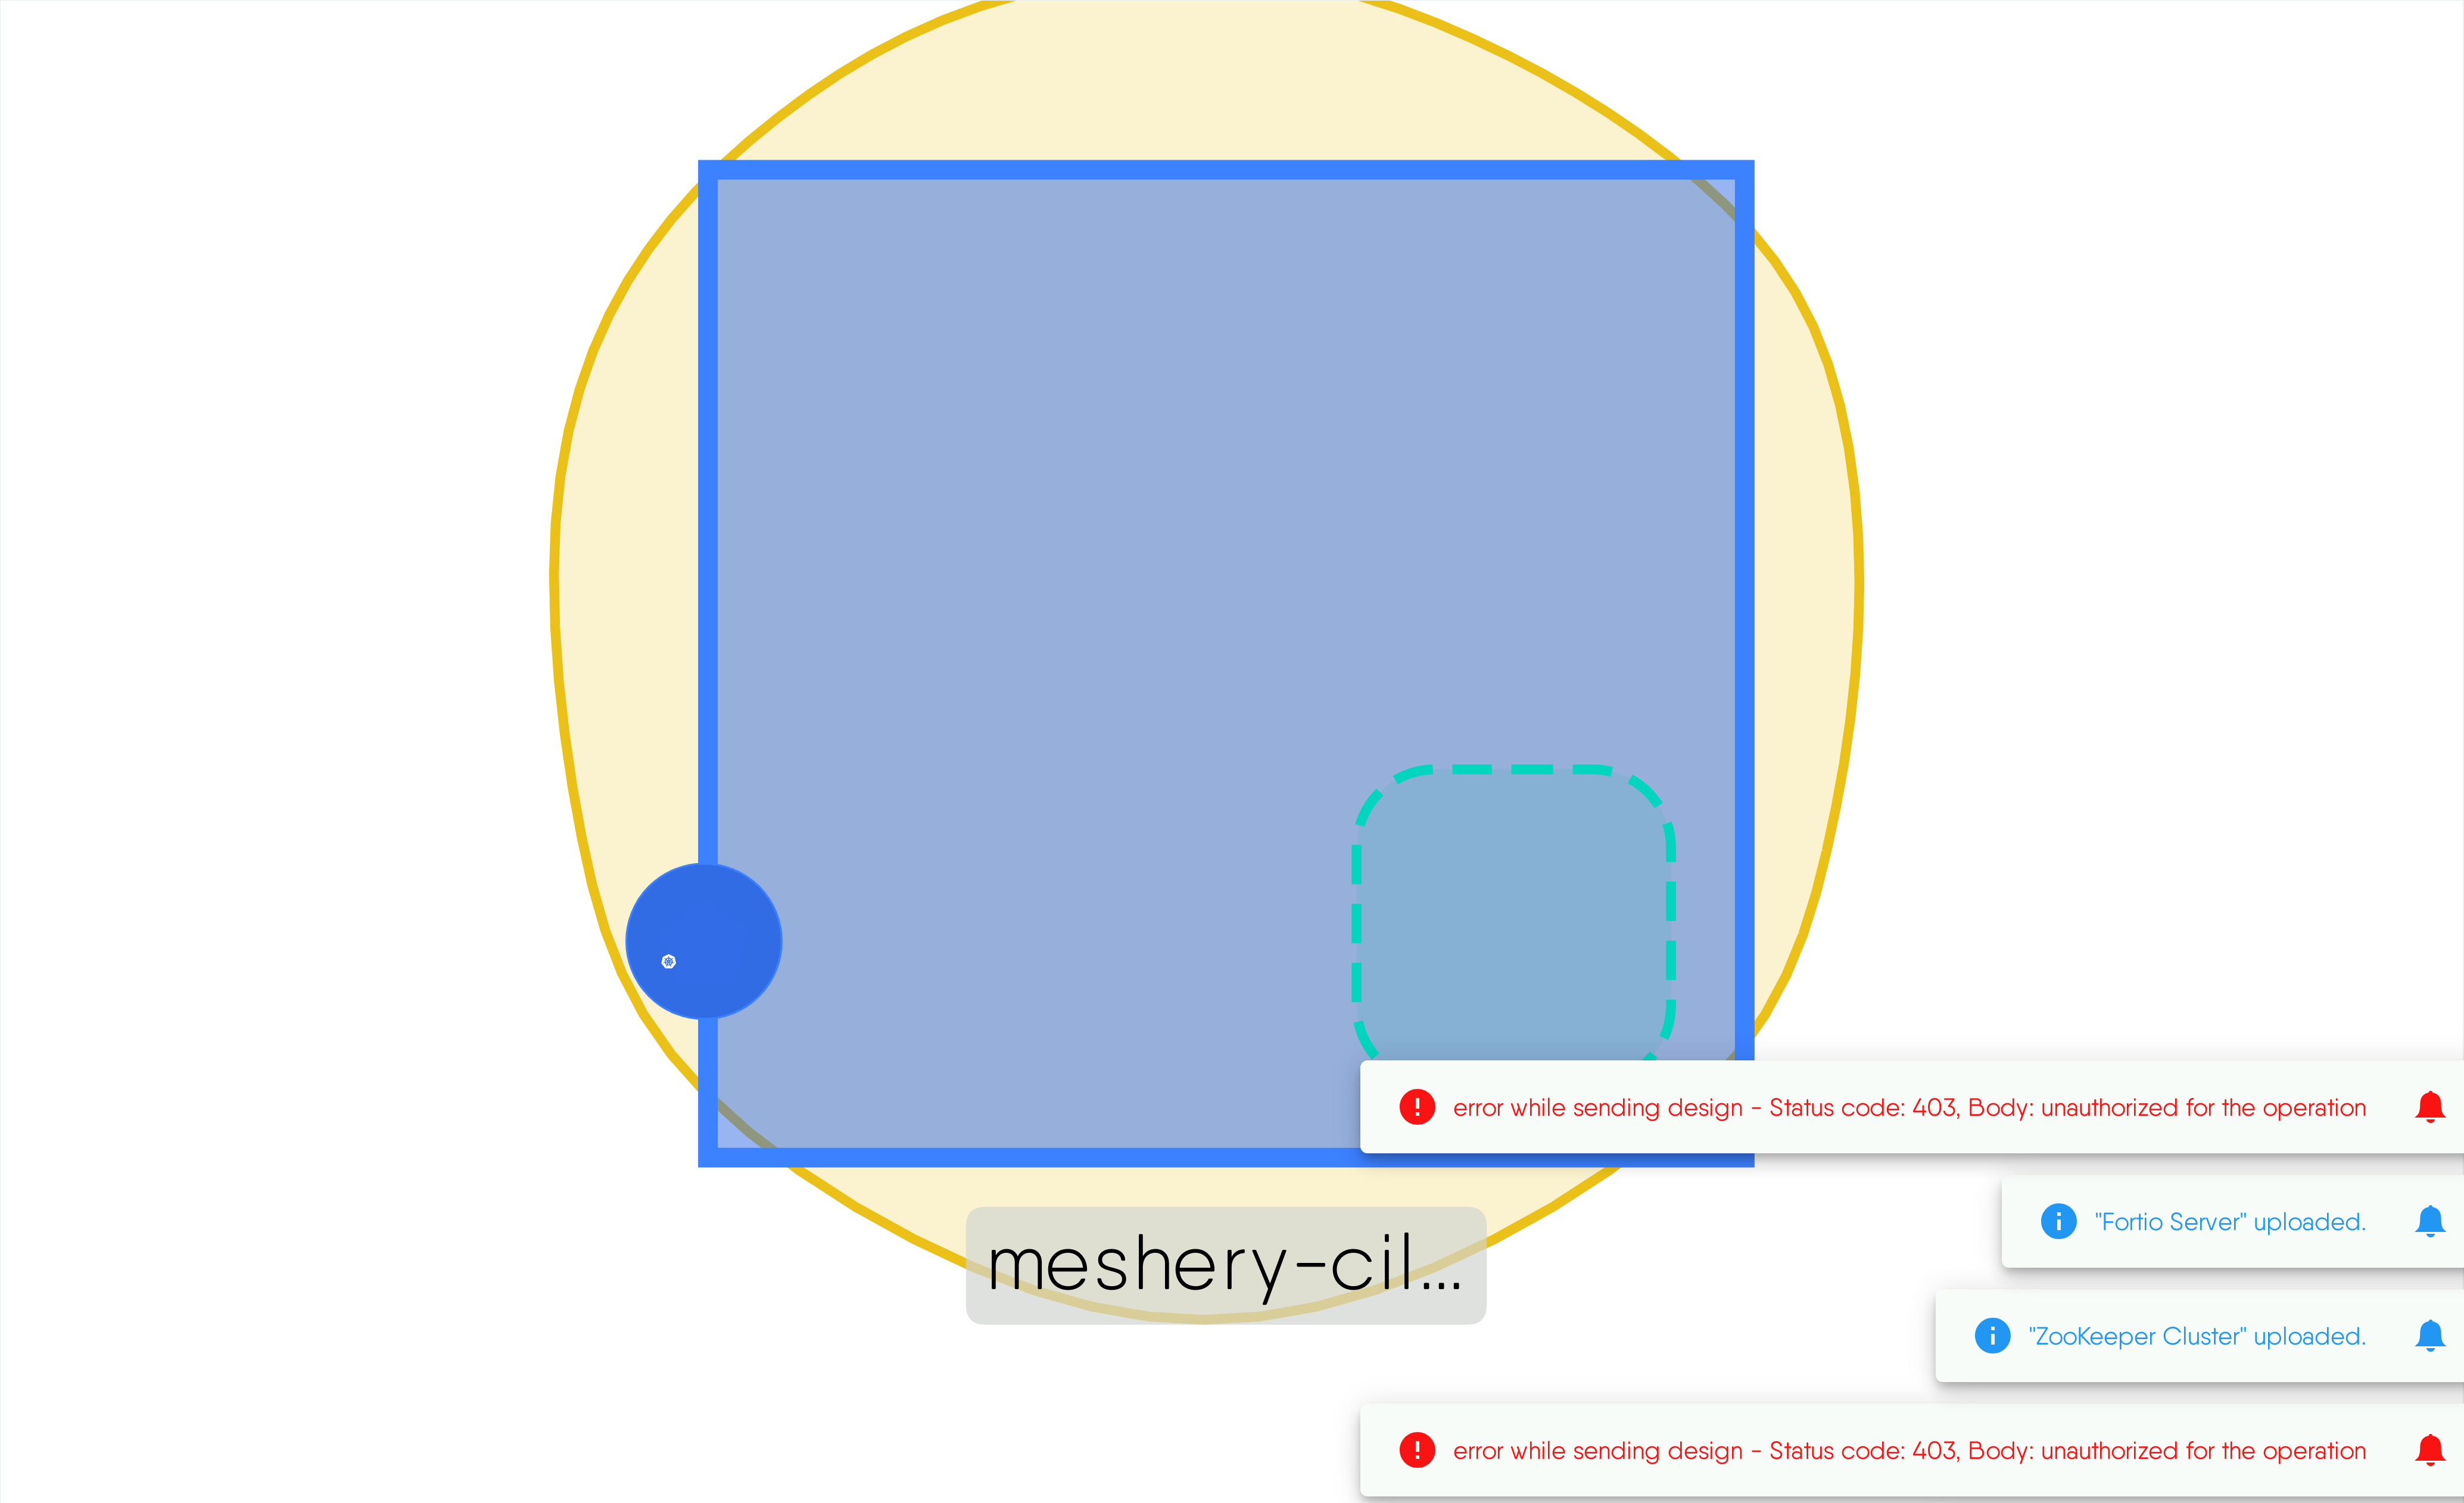 error while sending design - Status code: 403, Body: unauthorized for the operation
"Fortio Server" uploaded.
meshery-cil...
"ZooKeeper Cluster" uploaded.
error while sending design - Status code: 403, Body: unauthorized for the operation